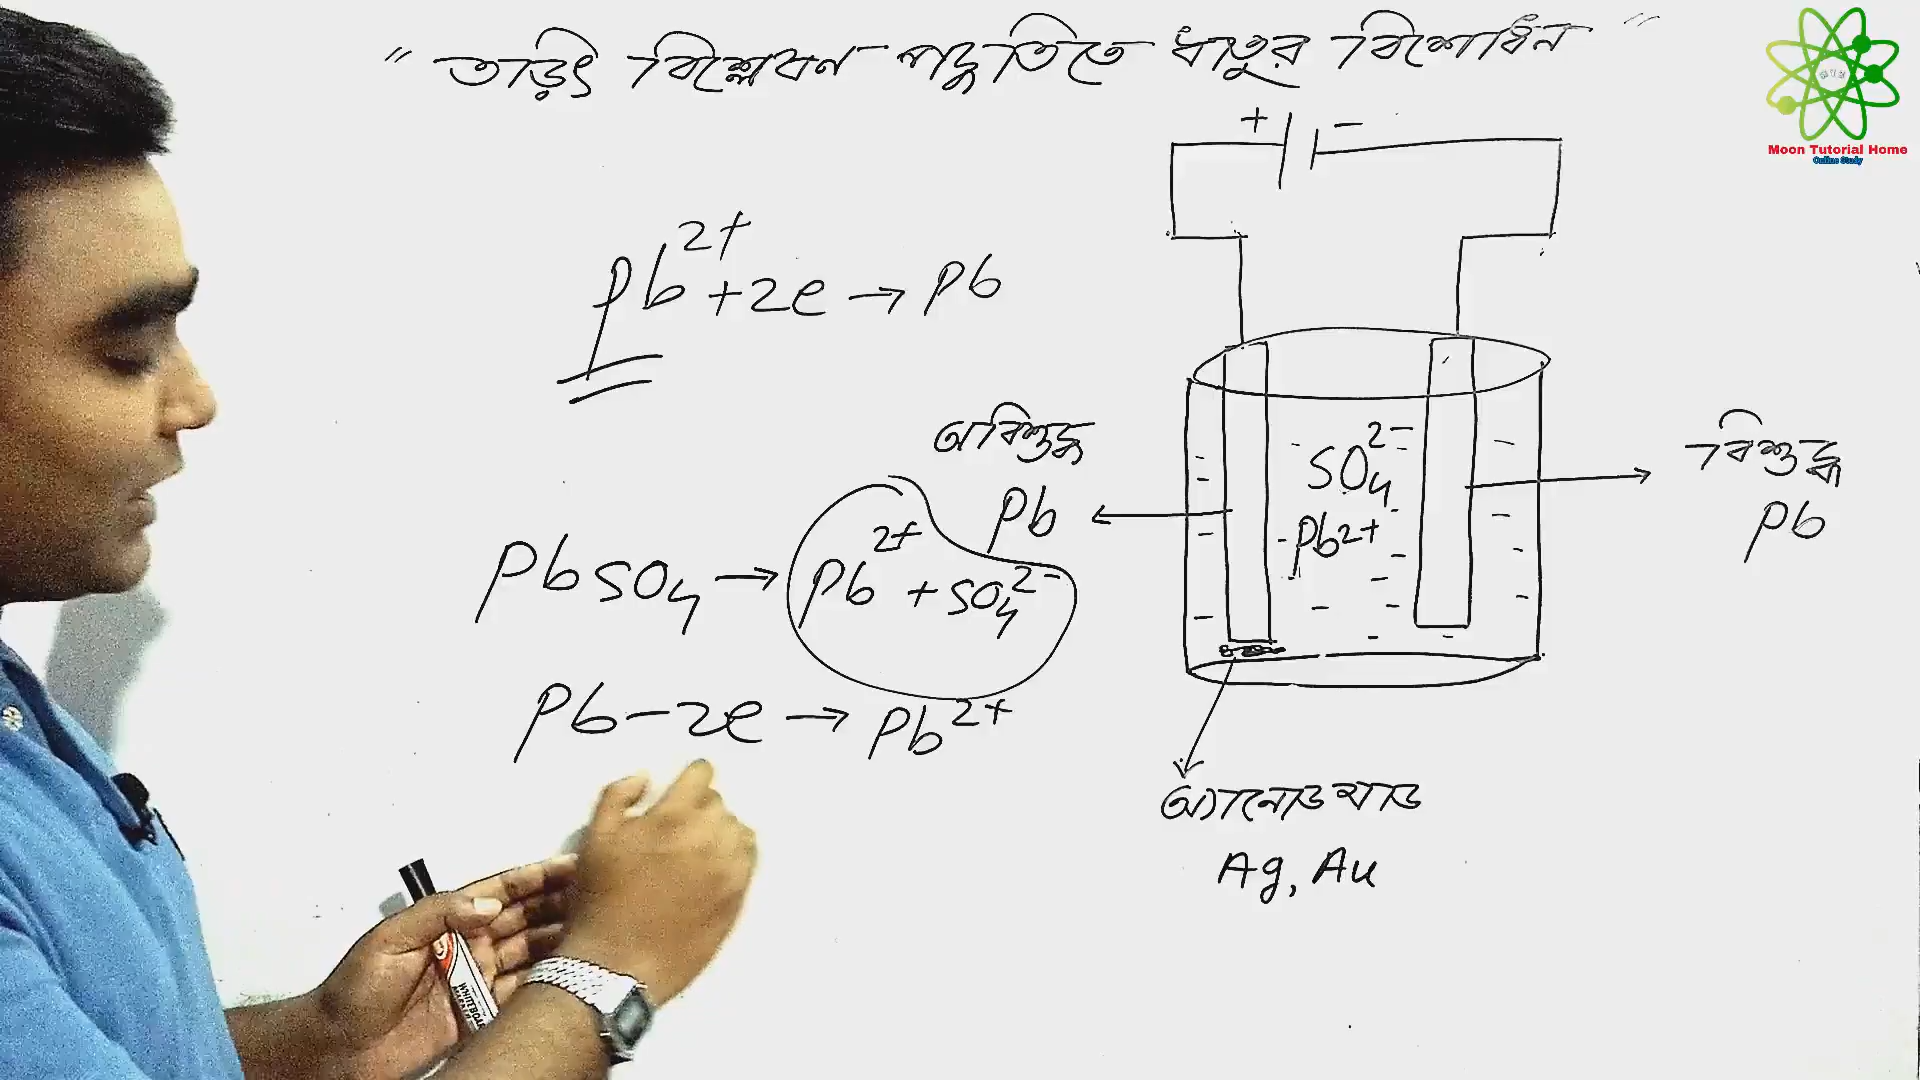 "তড়িৎ বিশ্লেষণ পদ্ধতিতে ধাতুর বিশোধন"
Moon Tutorial Home
Online Study
+ -
Pb²⁺ + 2e → Pb
অবিশুদ্ধ
Pb
SO₄²⁻
Pb²⁺
বিশুদ্ধ
Pb
PbSO₄ → Pb²⁺ + SO₄²⁻
Pb - 2e → Pb²⁺
অ্যানোড মাড
Ag, Au
WHITEBOARD